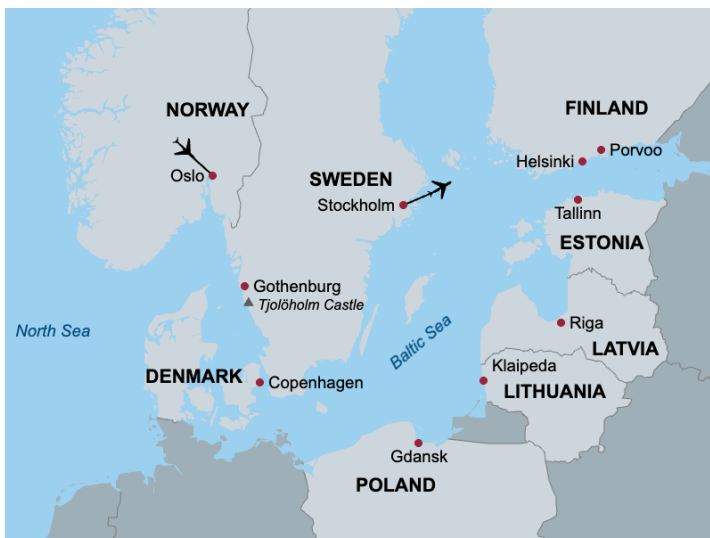 NORWAY
FINLAND
Porvoo
Helsinki
Oslo
SWEDEN
Stockholm
Tallinn
ESTONIA
Gothenburg
Tjolöholm Castle
North Sea
Baltic Sea
Riga
LATVIA
Klaipeda
DENMARK
Copenhagen
LITHUANIA
Gdansk
POLAND